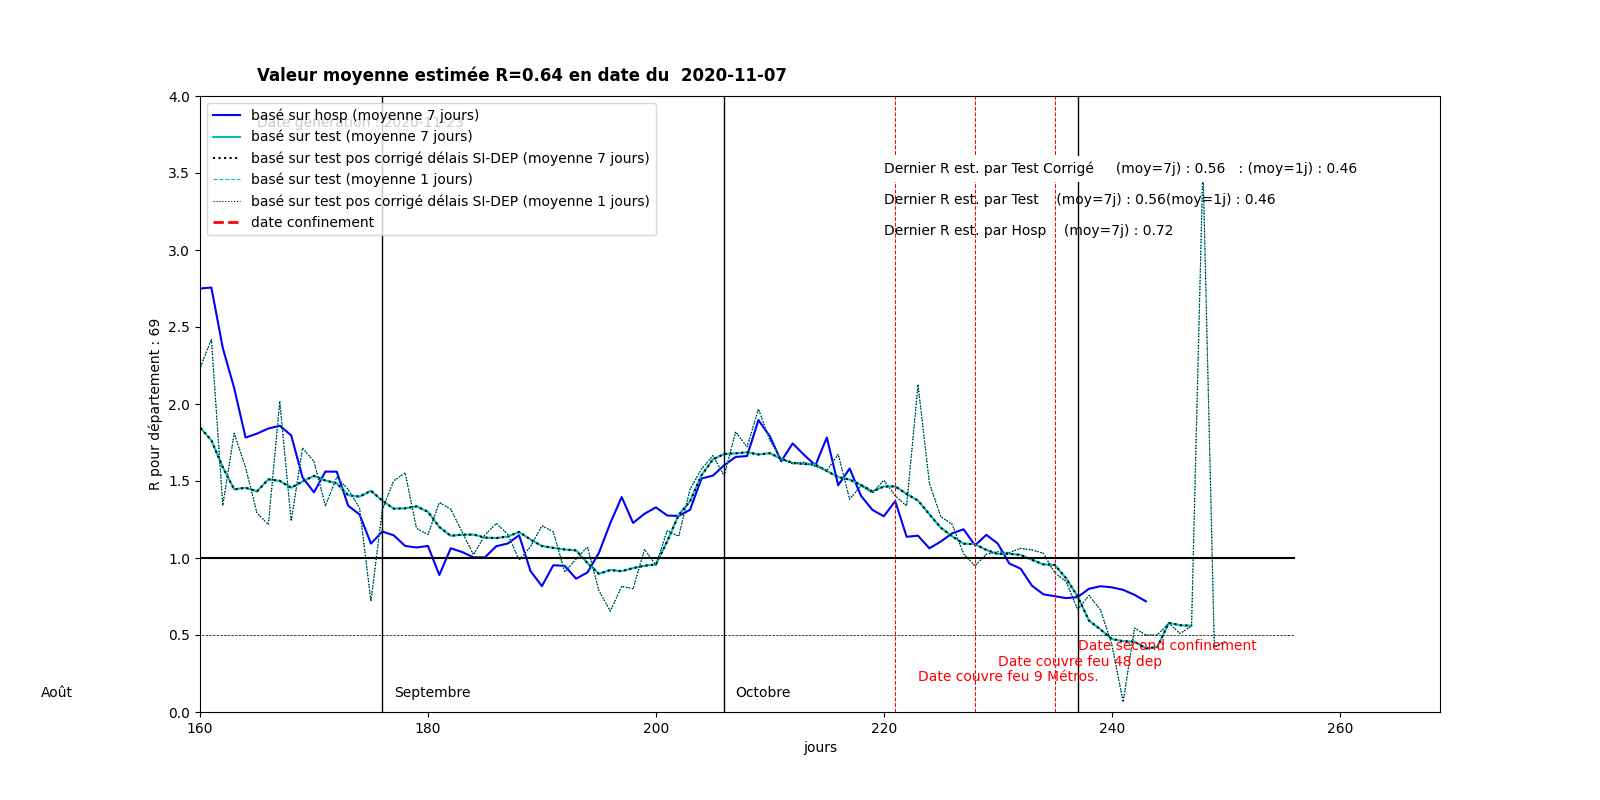 Valeur moyenne estimée R=0.64 en date du  2020-11-07
Date génération : 2020-11-23
basé sur hosp (moyenne 7 jours)
basé sur test (moyenne 7 jours)
basé sur test pos corrigé délais SI-DEP (moyenne 7 jours)
basé sur test (moyenne 1 jours)
basé sur test pos corrigé délais SI-DEP (moyenne 1 jours)
date confinement
Dernier R est. par Test Corrigé     (moy=7j) : 0.56   : (moy=1j) : 0.46
Dernier R est. par Test    (moy=7j) : 0.56(moy=1j) : 0.46
Dernier R est. par Hosp    (moy=7j) : 0.72
R pour département : 69
4.0
3.5
3.0
2.5
2.0
1.5
1.0
0.5
0.0
Date second confinement
Date couvre feu 48 dep
Date couvre feu 9 Métros.
Août
Septembre
Octobre
160
180
200
220
240
260
jours